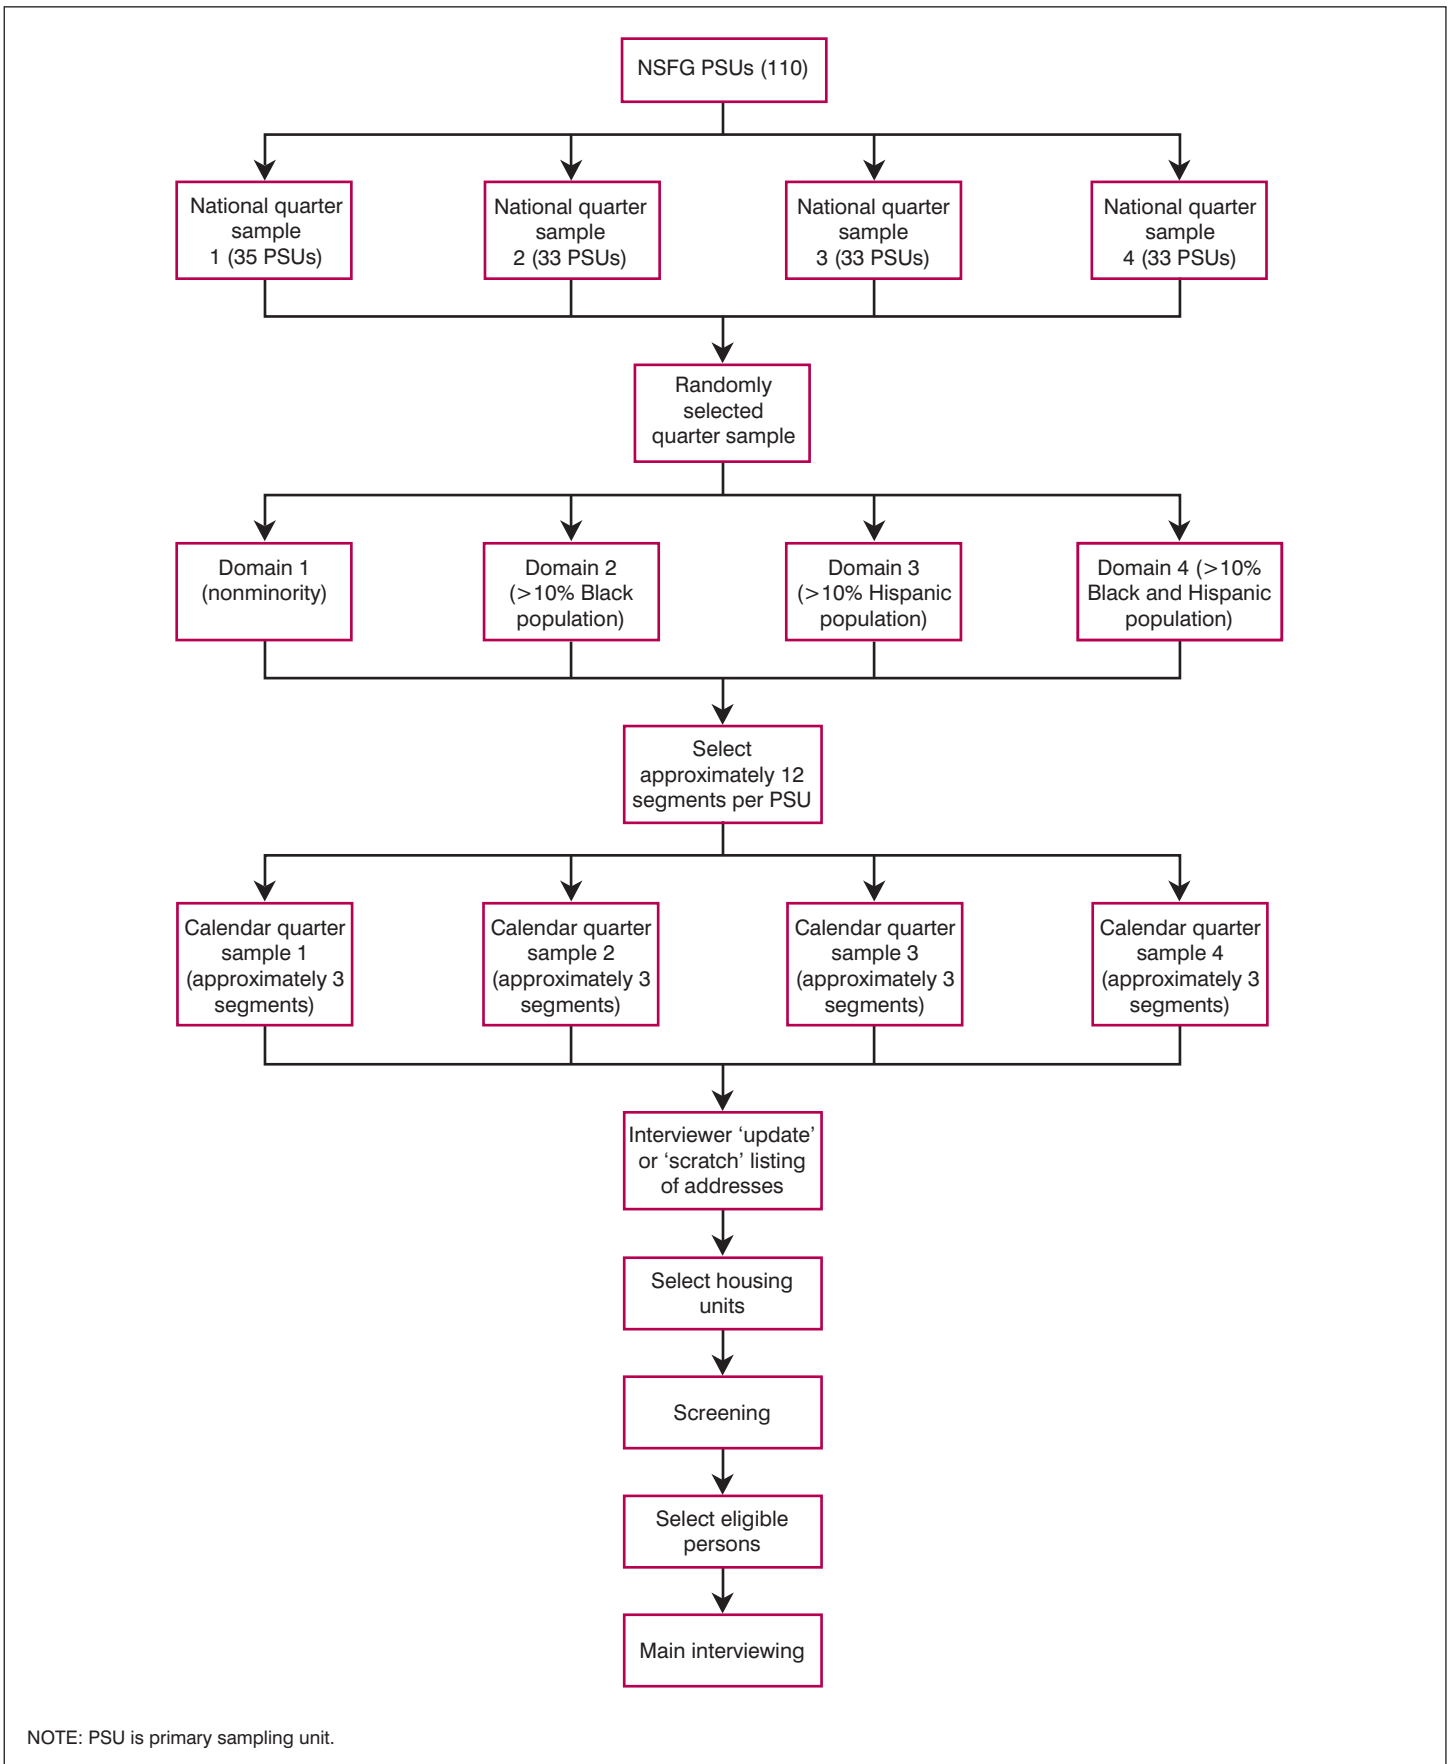 NSFG PSUs (110)
National quarter
sample
1 (35 PSUs)
National quarter
sample
2 (33 PSUs)
National quarter
sample
3 (33 PSUs)
National quarter
sample
4 (33 PSUs)
Randomly
selected
quarter sample
Domain 1
(nonminority)
Domain 2
(>10% Black
population)
Domain 3
(>10% Hispanic
population)
Domain 4 (>10%
Black and Hispanic
population)
Select
approximately 12
segments per PSU
Calendar quarter
sample 1
(approximately 3
segments)
Calendar quarter
sample 2
(approximately 3
segments)
Calendar quarter
sample 3
(approximately 3
segments)
Calendar quarter
sample 4
(approximately 3
segments)
Interviewer ‘update’
or ‘scratch’ listing
of addresses
Select housing
units
Screening
Select eligible
persons
Main interviewing
NOTE: PSU is primary sampling unit.